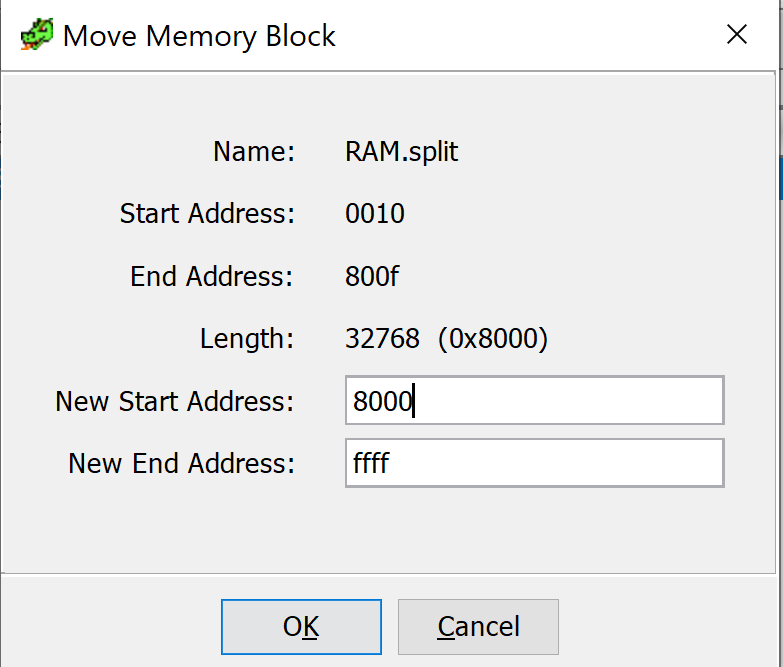 Move Memory Block
Name: RAM.split
Start Address: 0010
End Address: 800f
Length: 32768 (0x8000)
New Start Address: 8000
New End Address: ffff
OK Cancel